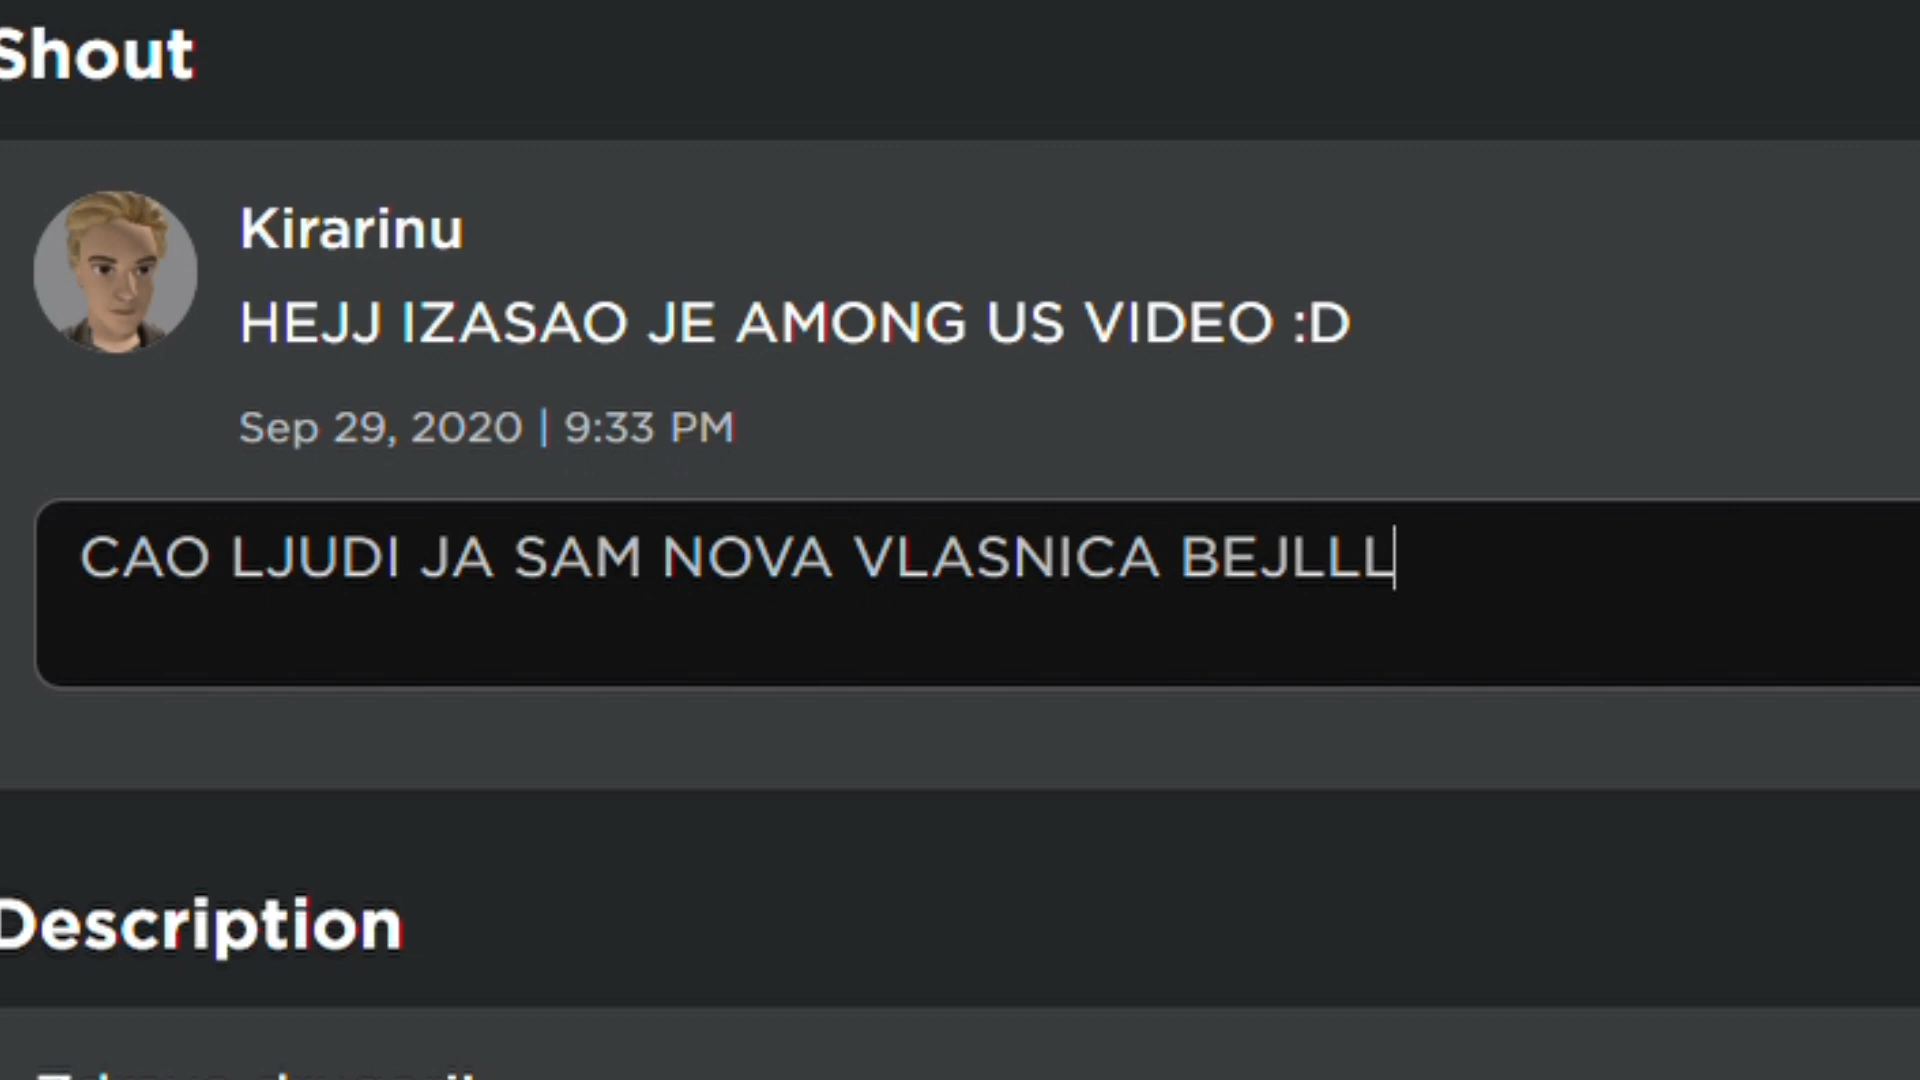 Shout
Kirarinu
HEJJ IZASAO JE AMONG US VIDEO :D
Sep 29, 2020 | 9:33 PM
CAO LJUDI JA SAM NOVA VLASNICA BEJLLL
Description